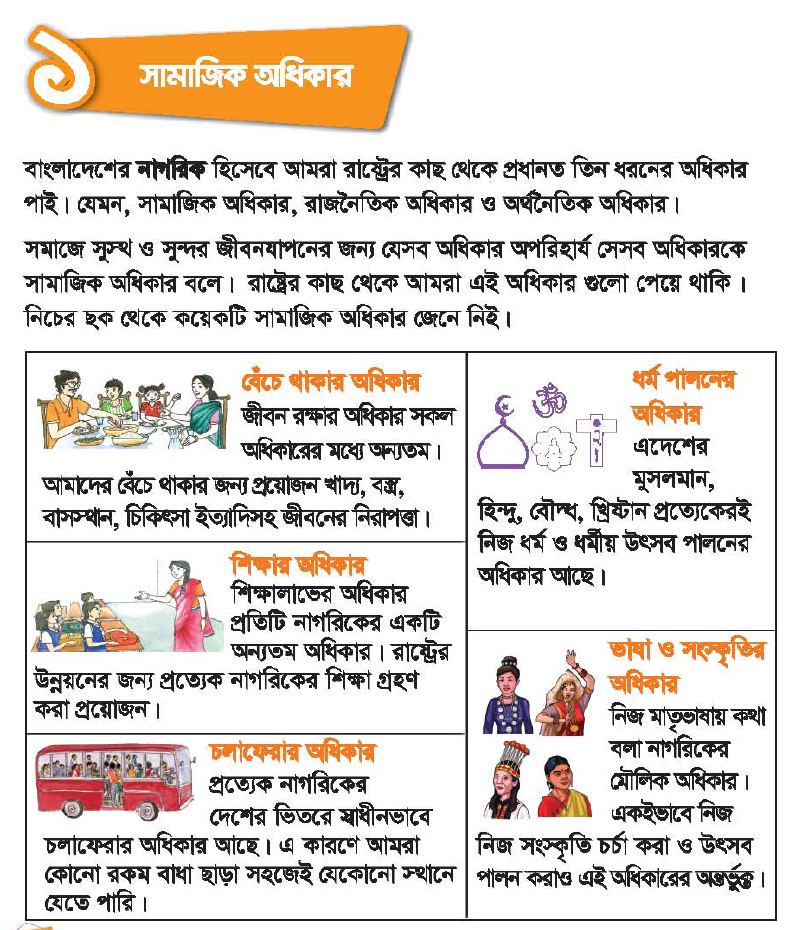 ১
সামাজিক অধিকার
বাংলাদেশের নাগরিক হিসেবে আমরা রাষ্ট্রের কাছ থেকে প্রধানত তিন ধরনের অধিকার
পাই। যেমন, সামাজিক অধিকার, রাজনৈতিক অধিকার ও অর্থনৈতিক অধিকার।
সমাজে সুস্থ ও সুন্দর জীবনযাপনের জন্য যেসব অধিকার অপরিহার্য সেসব অধিকারকে
সামাজিক অধিকার বলে। রাষ্ট্রের কাছ থেকে আমরা এই অধিকার গুলো পেয়ে থাকি।
নিচের ছক থেকে কয়েকটি সামাজিক অধিকার জেনে নিই।
বেঁচে থাকার অধিকার
জীবন রক্ষার অধিকার সকল
অধিকারের মধ্যে অন্যতম।
আমাদের বেঁচে থাকার জন্য প্রয়োজন খাদ্য, বস্ত্র,
বাসস্থান, চিকিৎসা ইত্যাদিসহ জীবনের নিরাপত্তা।
শিক্ষার অধিকার
শিক্ষালাভের অধিকার
প্রতিটি নাগরিকের একটি
অন্যতম অধিকার। রাষ্ট্রের
উন্নয়নের জন্য প্রত্যেক নাগরিকের শিক্ষা গ্রহণ
করা প্রয়োজন।
চলাফেরার অধিকার
প্রত্যেক নাগরিকের
দেশের ভিতরে স্বাধীনভাবে
চলাফেরার অধিকার আছে। এ কারণে আমরা
কোনো রকম বাধা ছাড়া সহজেই যেকোনো স্থানে
যেতে পারি।
ধর্ম পালনের
অধিকার
এদেশের
মুসলমান,
হিন্দু, বৌদ্ধ, খ্রিষ্টান প্রত্যেকেরই
নিজ ধর্ম ও ধর্মীয় উৎসব পালনের
অধিকার আছে।
ভাষা ও সংস্কৃতির
অধিকার
নিজ মাতৃভাষায় কথা
বলা নাগরিকের
মৌলিক অধিকার।
একইভাবে নিজ
নিজ সংস্কৃতি চর্চা করা ও উৎসব
পালন করাও এই অধিকারের অন্তর্ভুক্ত।